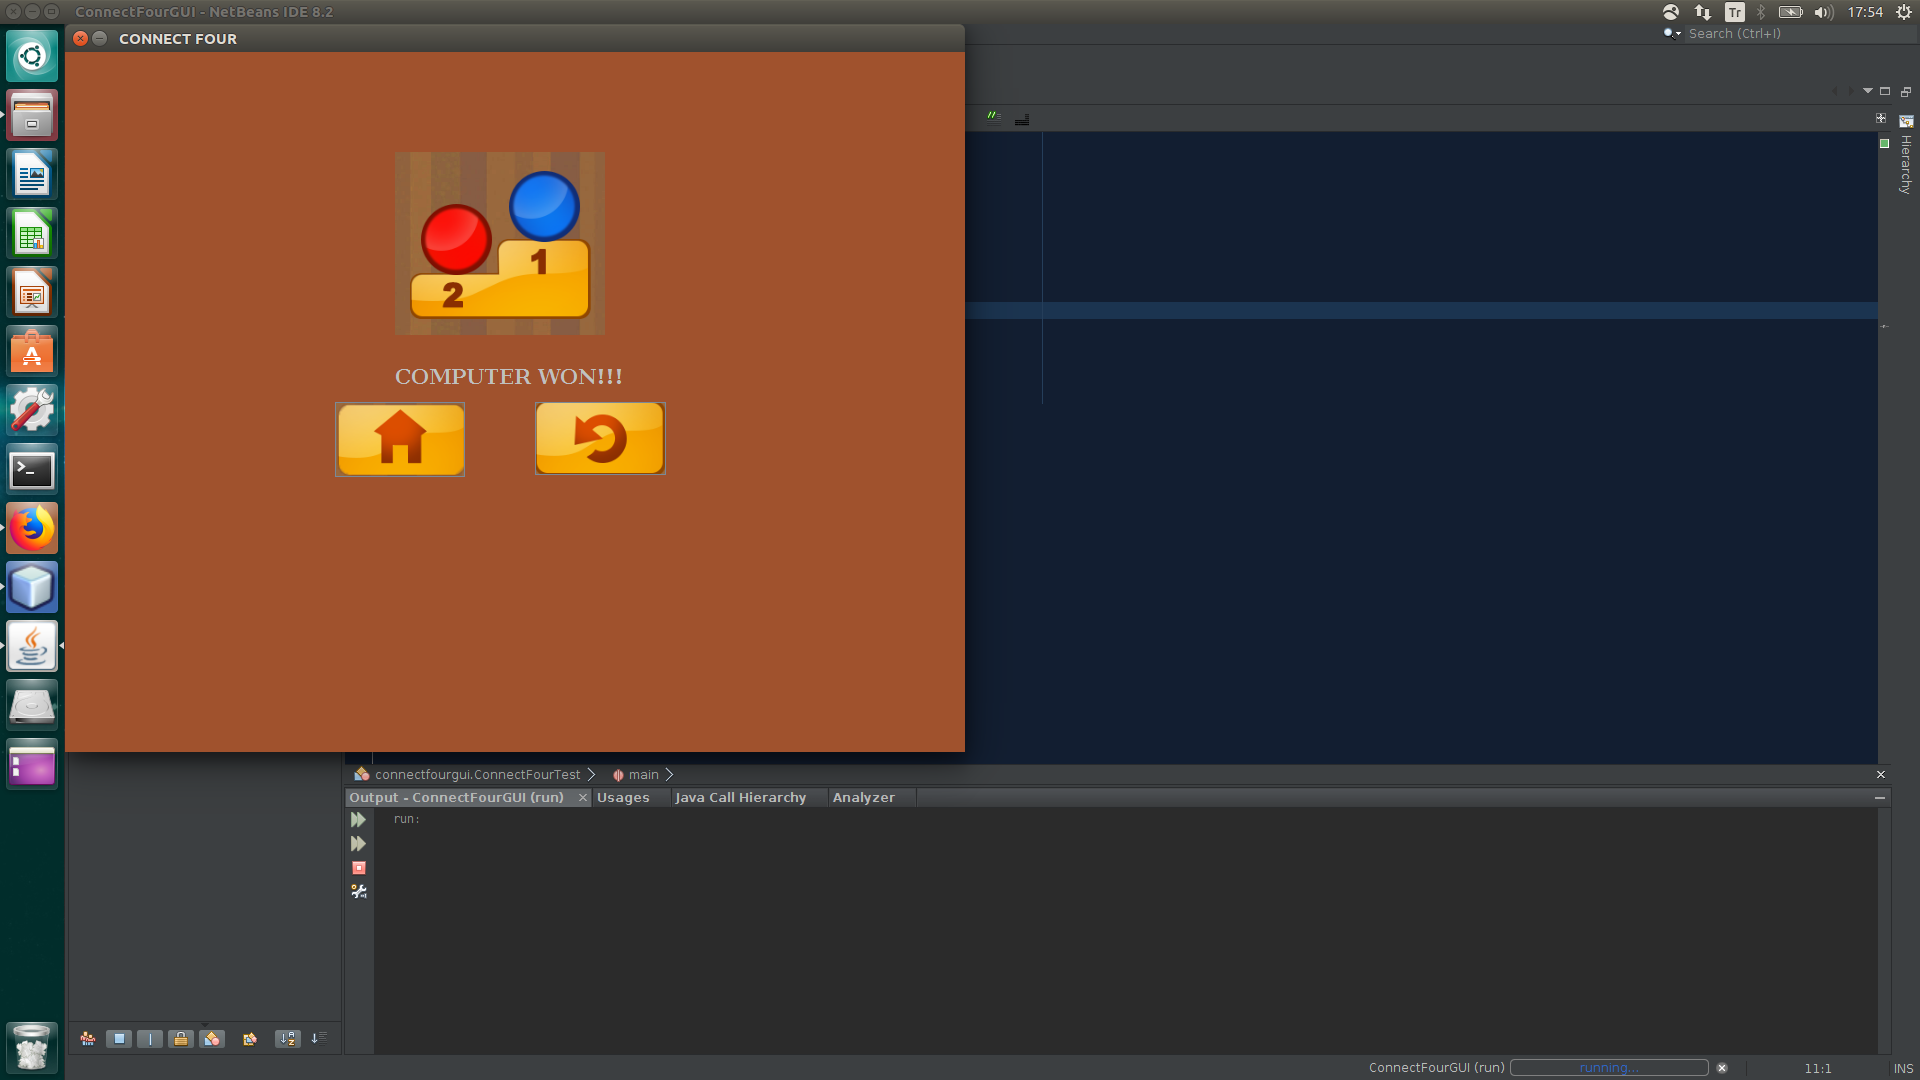 ConnectFourGUI - NetBeans IDE 8.2
Tr
17:54
CONNECT FOUR
Search (Ctrl+I)
Hierarchy
1
2
COMPUTER WON!!!
connectfourgui.ConnectFourTest
main
Output - ConnectFourGUI (run)
Usages
Java Call Hierarchy
Analyzer
run:
ConnectFourGUI (run)
running...
11:1
INS